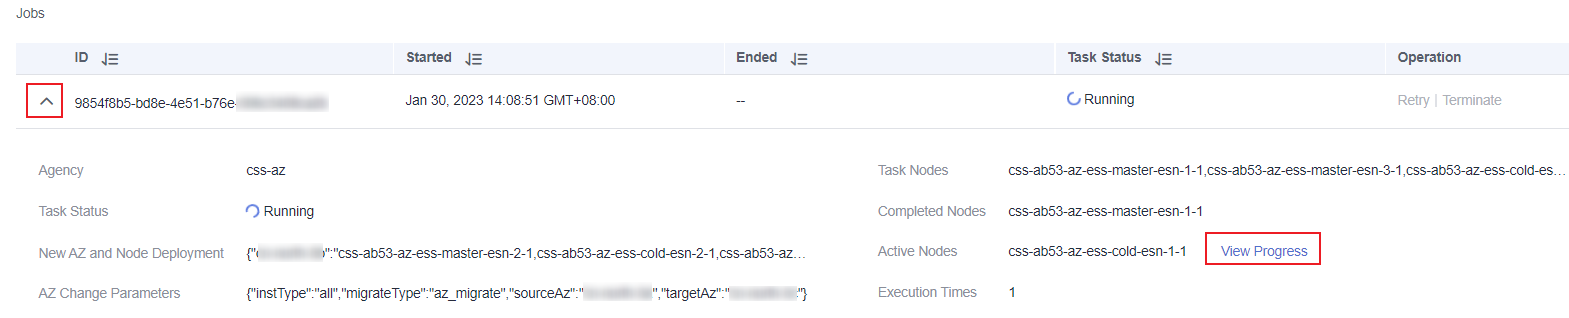 Jobs
ID Started Ended Task Status Operation
9854f8b5-bd8e-4e51-b76e- Jan 30, 2023 14:08:51 GMT+08:00 -- Running Retry | Terminate
Agency css-az Task Nodes css-ab53-az-ess-master-esn-1-1,css-ab53-az-ess-master-esn-3-1,css-ab53-az-ess-cold-es...
Task Status Running Completed Nodes css-ab53-az-ess-master-esn-1-1
New AZ and Node Deployment {" ":"css-ab53-az-ess-master-esn-2-1,css-ab53-az-ess-cold-esn-2-1,css-ab53-az... Active Nodes css-ab53-az-ess-cold-esn-1-1 View Progress
AZ Change Parameters {"instType":"all","migrateType":"az_migrate","sourceAz":" ","targetAz":" "} Execution Times 1